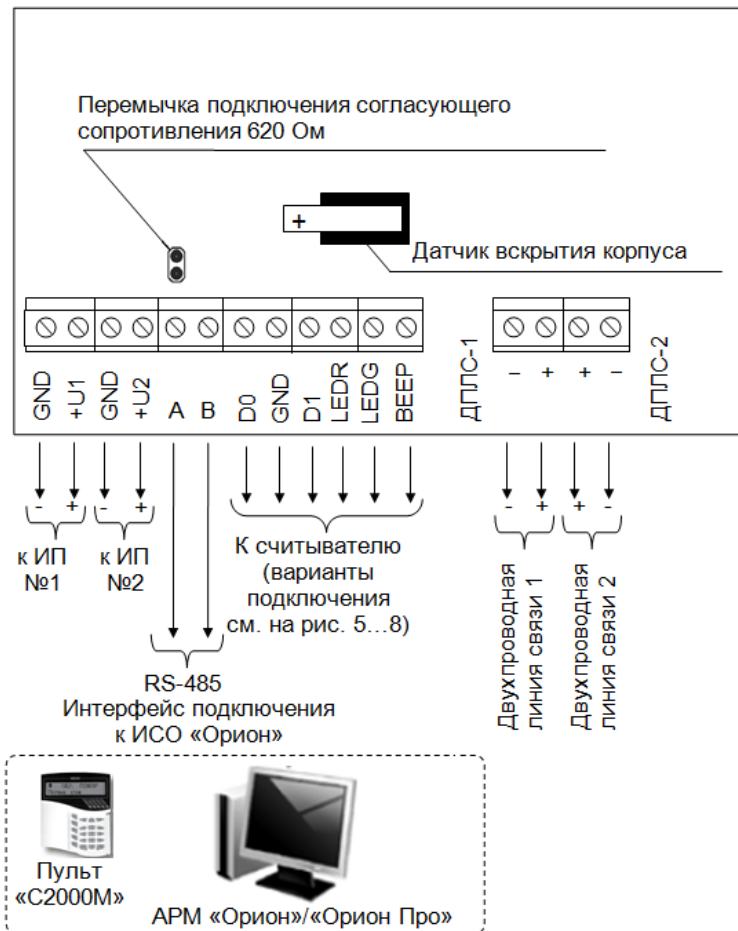 Перемычка подключения согласующего
сопротивления 620 Ом
+
Датчик вскрытия корпуса
GND
+U1
GND
+U2
A
B
D0
GND
D1
LEDR
LEDG
BEEP
ДПЛС-1
–
+
+
–
ДПЛС-2
-
+
-
+
-
+
+
-
к ИП
№1
к ИП
№2
К считывателю
(варианты
подключения
см. на рис. 5…8)
Двухпроводная
линия связи 1
Двухпроводная
линия связи 2
RS-485
Интерфейс подключения
к ИСО «Орион»
Пульт
«С2000М»
АРМ «Орион»/«Орион Про»